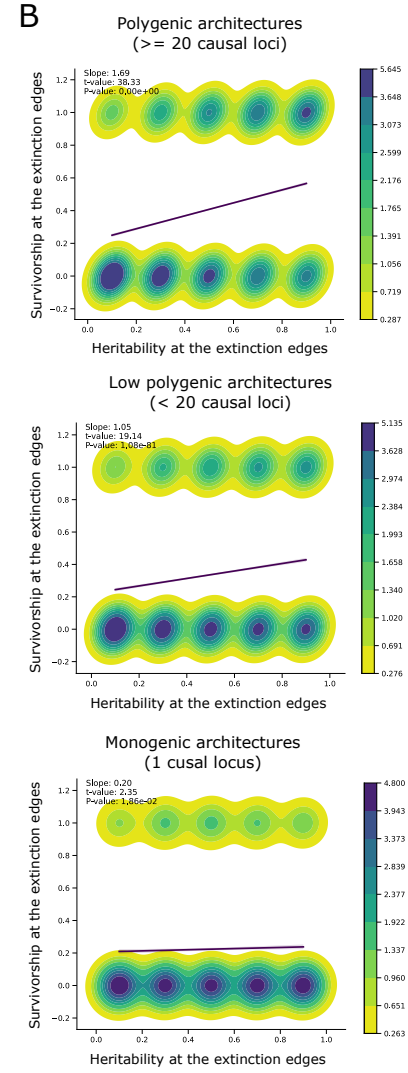 B
Polygenic architectures
(>= 20 causal loci)
Slope: 1.69
t-value: 38.33
P-value: 0,00e+00
1.2
1.0
0.8
0.6
0.4
0.2
0.0
−0.2
0.0 0.2 0.4 0.6 0.8 1.0
Survivorship at the extinction edges
Heritability at the extinction edges
5.645
3.648
3.073
2.599
2.176
1.765
1.391
1.056
0.719
0.287
Low polygenic architectures
(< 20 causal loci)
Slope: 1.05
t-value: 19.14
P-value: 1,08e-81
1.2
1.0
0.8
0.6
0.4
0.2
0.0
−0.2
0.0 0.2 0.4 0.6 0.8 1.0
Survivorship at the extinction edges
Heritability at the extinction edges
5.135
3.628
2.974
2.384
1.658
1.340
1.020
0.691
0.276
Monogenic architectures
(1 cusal locus)
Slope: 0.20
t-value: 2.35
P-value: 1,86e-02
1.2
1.0
0.8
0.6
0.4
0.2
0.0
−0.2
0.0 0.2 0.4 0.6 0.8 1.0
Survivorship at the extinction edges
Heritability at the extinction edges
4.800
3.943
3.373
2.839
2.377
1.922
1.336
0.960
0.651
0.263